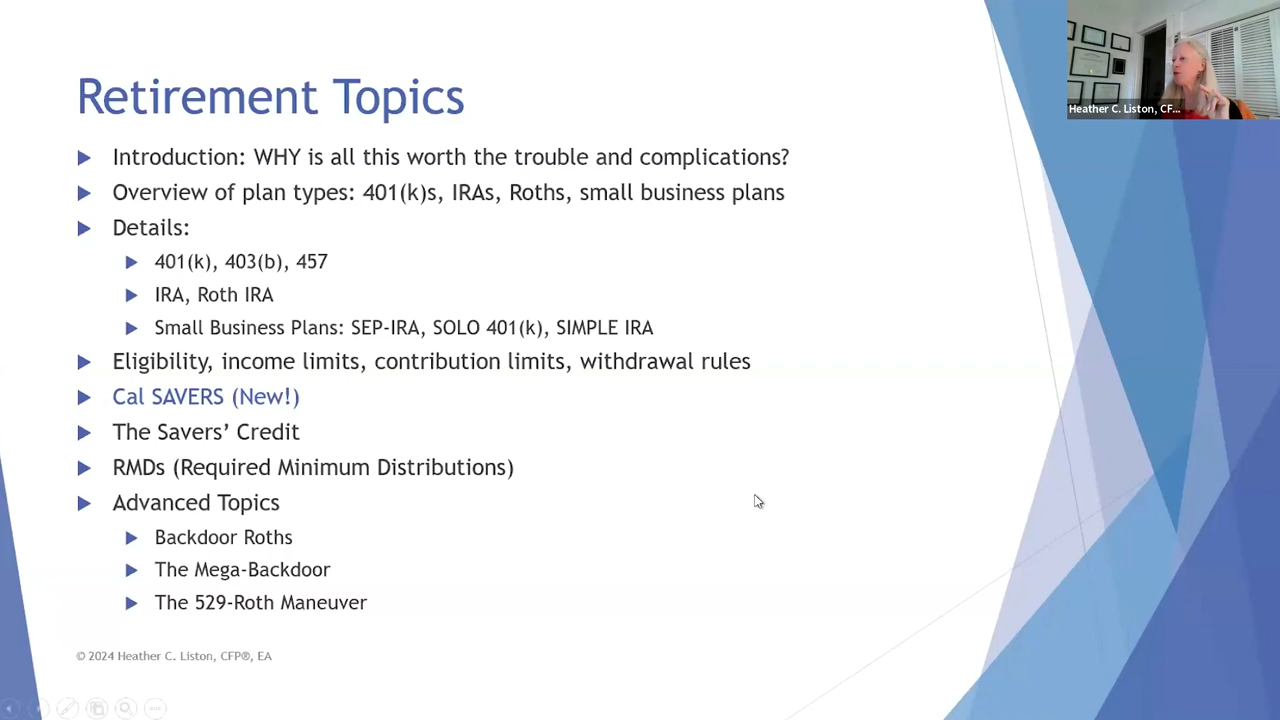 Heather C. Liston, CF...
Retirement Topics
Introduction: WHY is all this worth the trouble and complications?
Overview of plan types: 401(k)s, IRAs, Roths, small business plans
Details:
401(k), 403(b), 457
IRA, Roth IRA
Small Business Plans: SEP-IRA, SOLO 401(k), SIMPLE IRA
Eligibility, income limits, contribution limits, withdrawal rules
Cal SAVERS (New!)
The Savers’ Credit
RMDs (Required Minimum Distributions)
Advanced Topics
Backdoor Roths
The Mega-Backdoor
The 529-Roth Maneuver
© 2024 Heather C. Liston, CFP®, EA